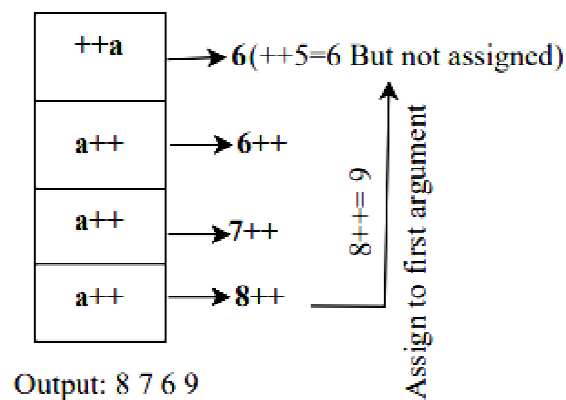 ++a
6(++5=6 But not assigned)
a++
6++
a++
7++
a++
8++
8++= 9
Assign to first argument
Output: 8 7 6 9